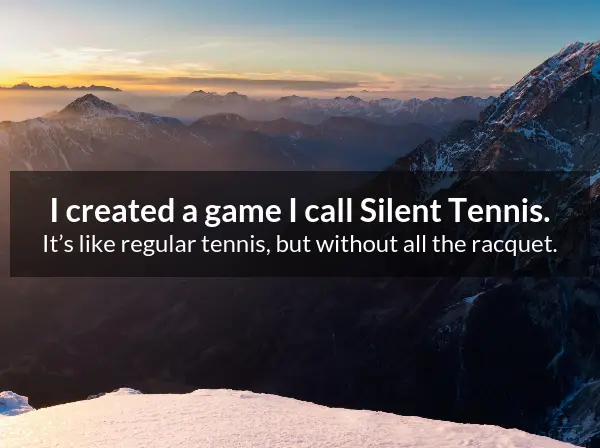 I created a game I call Silent Tennis.
It’s like regular tennis, but without all the racquet.